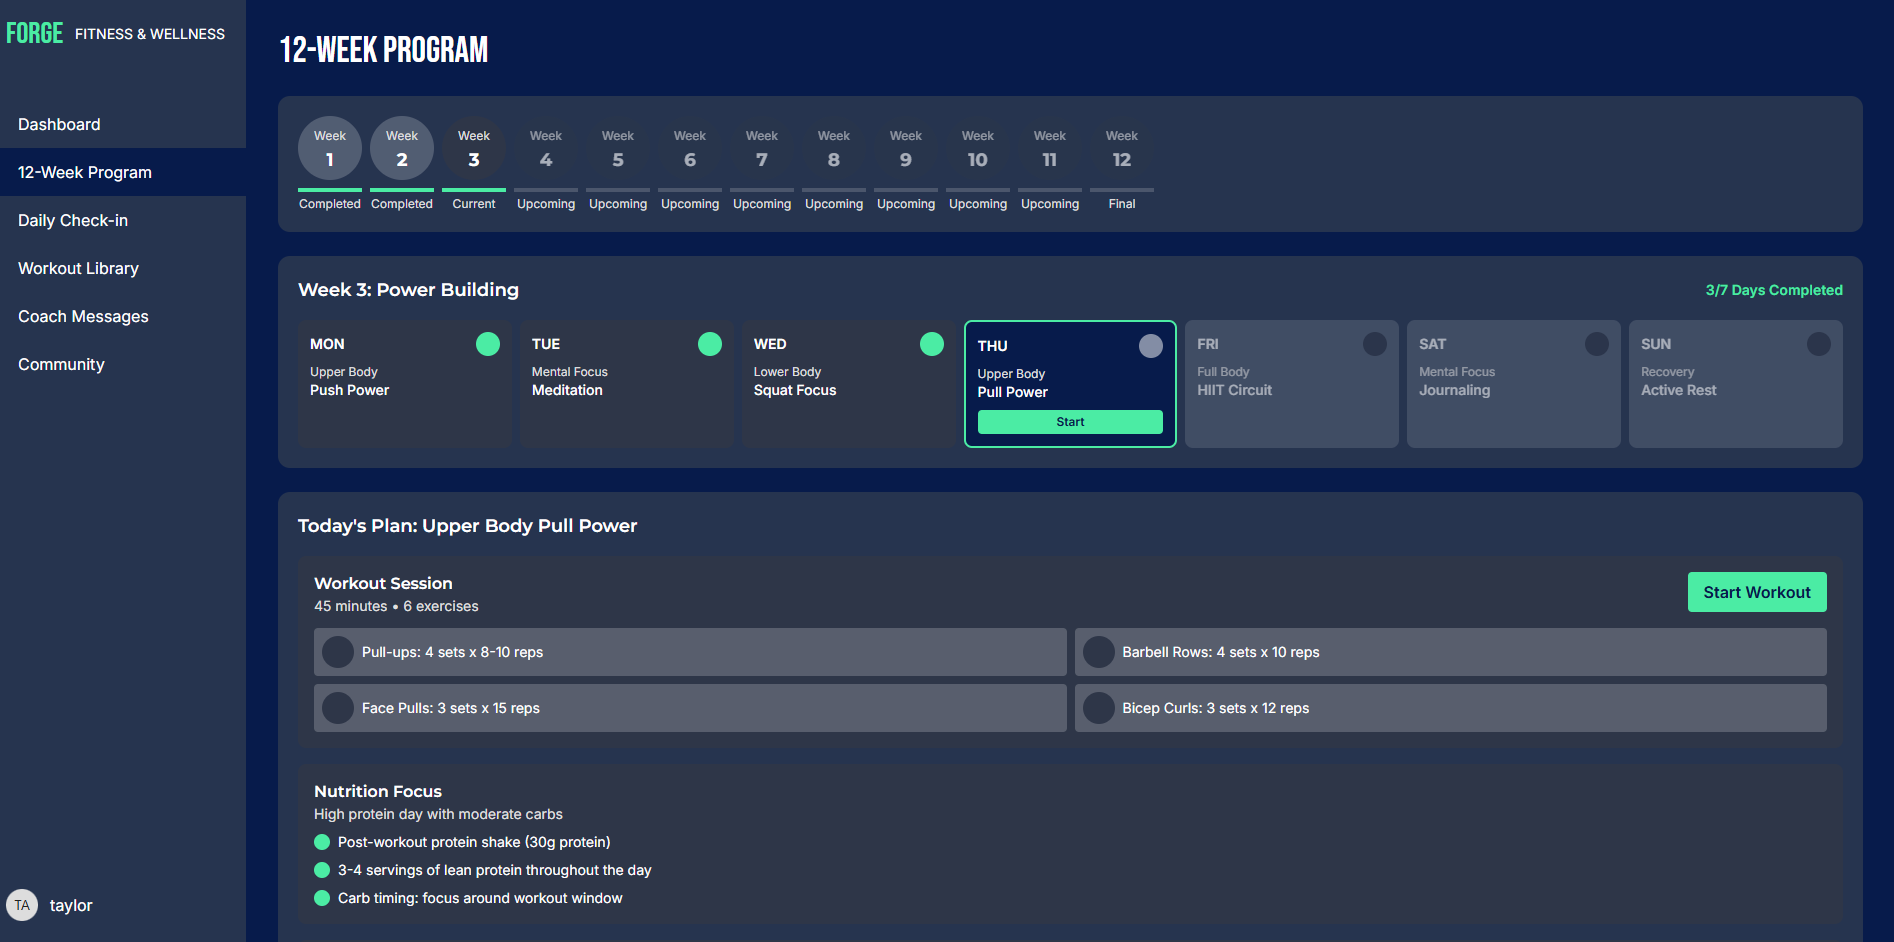 FORGE FITNESS & WELLNESS
Dashboard
12-Week Program
Daily Check-in
Workout Library
Coach Messages
Community
TA taylor
12-WEEK PROGRAM
Week 1 Completed
Week 2 Completed
Week 3 Current
Week 4 Upcoming
Week 5 Upcoming
Week 6 Upcoming
Week 7 Upcoming
Week 8 Upcoming
Week 9 Upcoming
Week 10 Upcoming
Week 11 Upcoming
Week 12 Final
Week 3: Power Building
3/7 Days Completed
MON
Upper Body
Push Power
TUE
Mental Focus
Meditation
WED
Lower Body
Squat Focus
THU
Upper Body
Pull Power
Start
FRI
Full Body
HIIT Circuit
SAT
Mental Focus
Journaling
SUN
Recovery
Active Rest
Today's Plan: Upper Body Pull Power
Workout Session
45 minutes • 6 exercises
Start Workout
Pull-ups: 4 sets x 8-10 reps
Barbell Rows: 4 sets x 10 reps
Face Pulls: 3 sets x 15 reps
Bicep Curls: 3 sets x 12 reps
Nutrition Focus
High protein day with moderate carbs
Post-workout protein shake (30g protein)
3-4 servings of lean protein throughout the day
Carb timing: focus around workout window